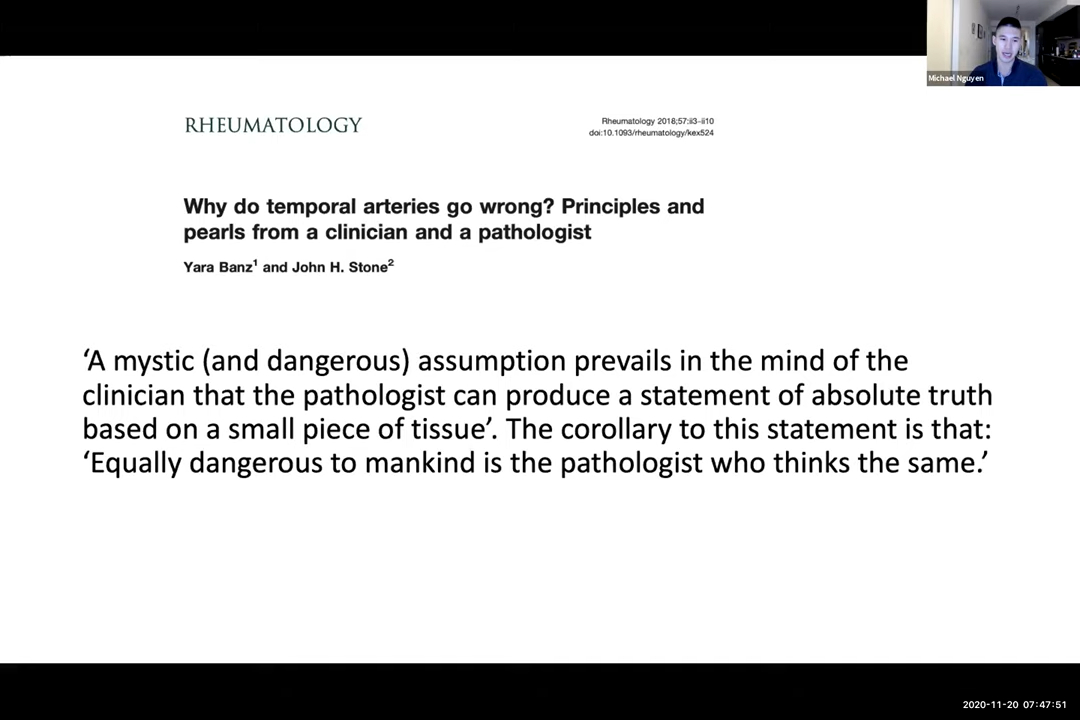 Michael Nguyen
RHEUMATOLOGY
Rheumatology 2018;57:ii3–ii10
doi:10.1093/rheumatology/kex524
Why do temporal arteries go wrong? Principles and
pearls from a clinician and a pathologist
Yara Banz1 and John H. Stone2
‘A mystic (and dangerous) assumption prevails in the mind of the
clinician that the pathologist can produce a statement of absolute truth
based on a small piece of tissue’. The corollary to this statement is that:
‘Equally dangerous to mankind is the pathologist who thinks the same.’
2020-11-20 07:47:51